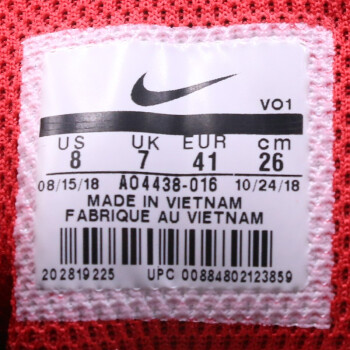 VO1
US UK EUR cm
8 7 41 26
08/15/18 AO4438-016 10/24/18
MADE IN VIETNAM
FABRIQUE AU VIETNAM
202819225 UPC 00884802123859